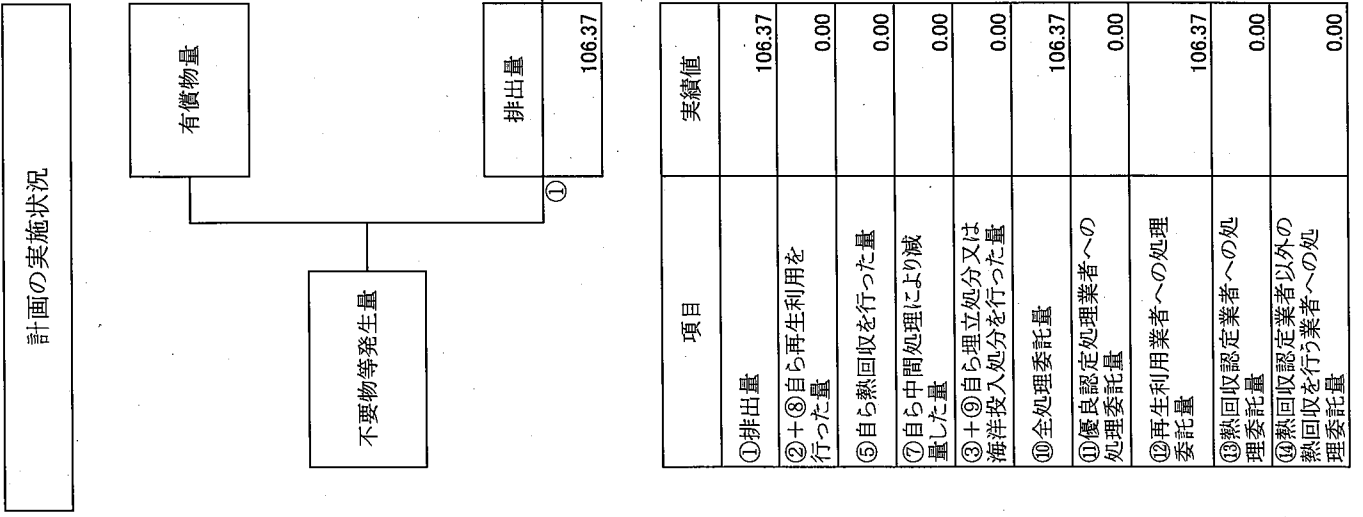 計画の実施状況
有償物量
不要物等発生量
排出量
①
106.37
項目
実績値
①排出量
106.37
②+⑧自ら再生利用を
行った量
0.00
⑤自ら熱回収を行った量
0.00
⑦自ら中間処理により減
量した量
0.00
③+⑨自ら埋立処分又は
海洋投入処分を行った量
0.00
⑩全処理委託量
106.37
⑪優良認定処理業者への
処理委託量
0.00
⑫再生利用業者への処理
委託量
106.37
⑬熱回収認定業者への処
理委託量
0.00
⑭熱回収認定業者以外の
熱回収を行う業者への処
理委託量
0.00